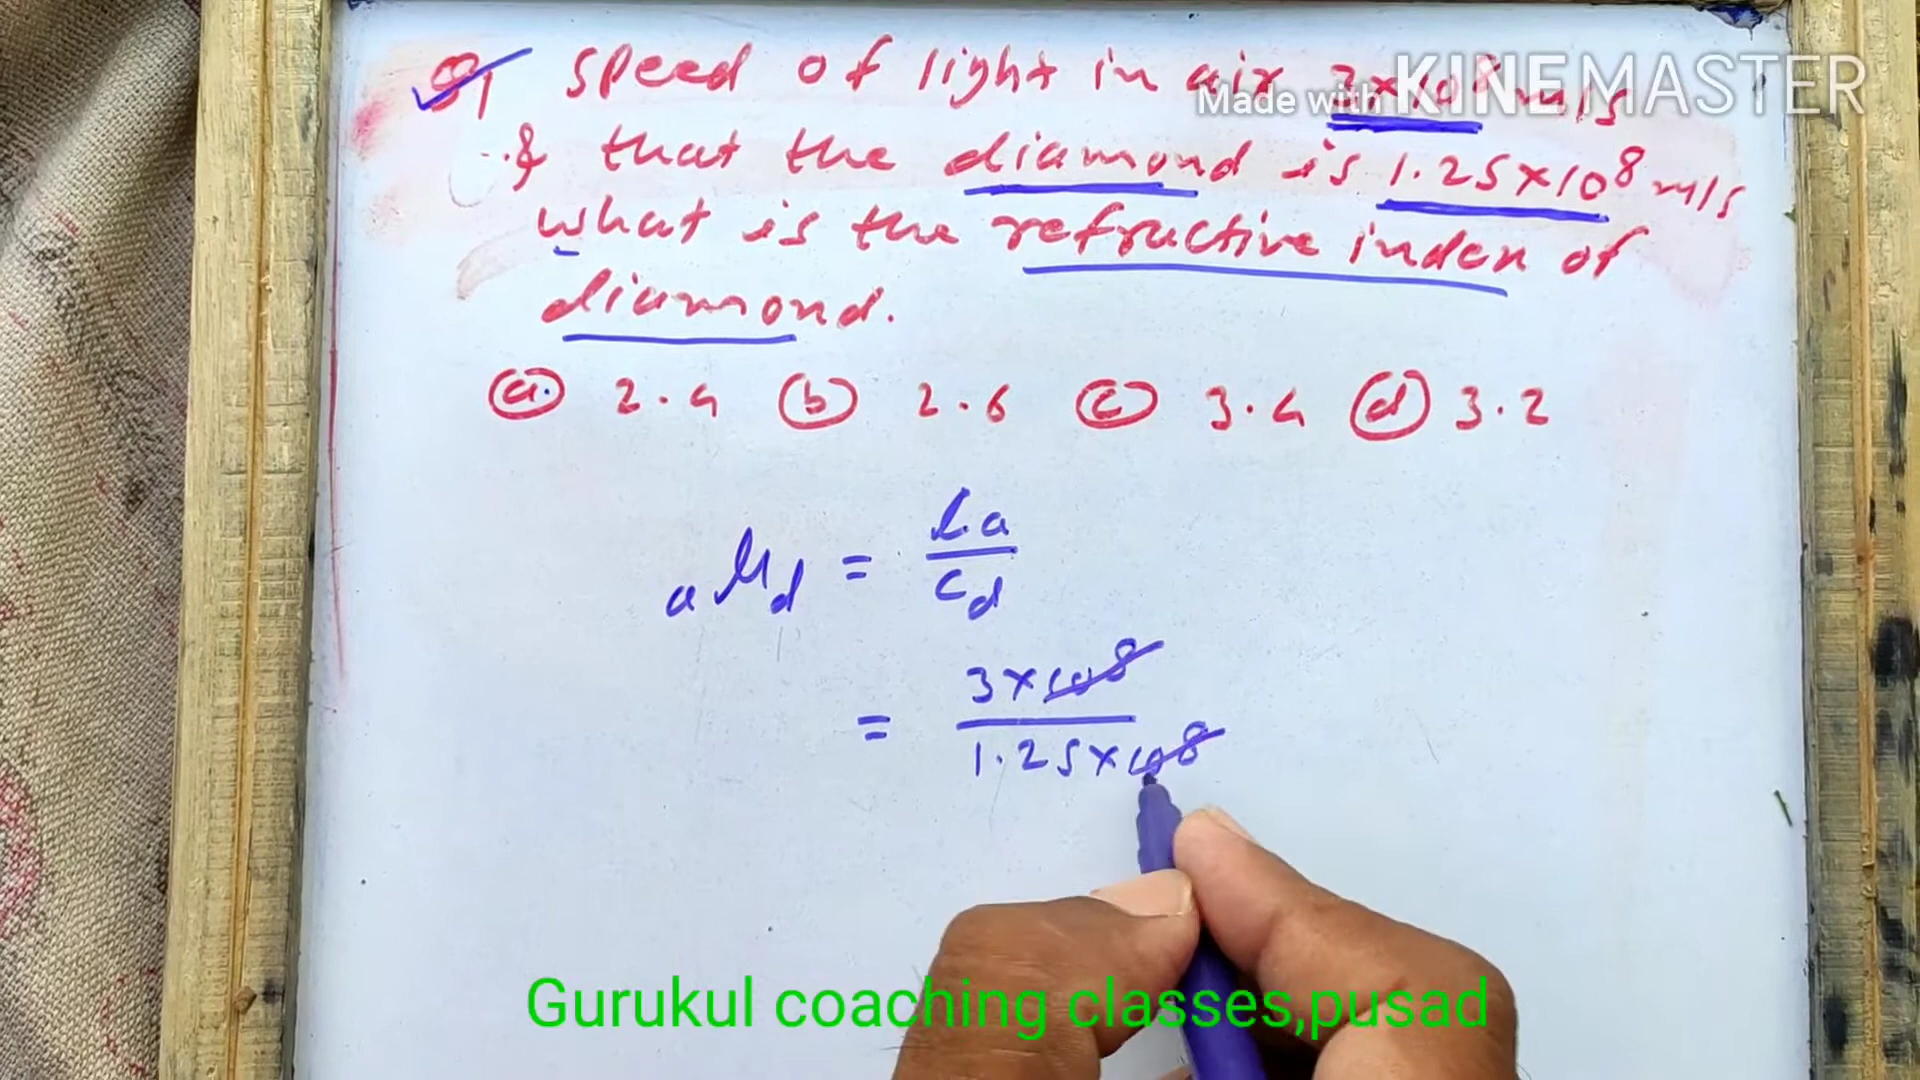 Q1 speed of light in air 3×10⁸ m/s
Made with KINEMASTER
& that the diamond is 1.25×10⁸ m/s
what is the refractive index of
diamond.
(a) 2.4 (b) 2.6 (c) 3.4 (d) 3.2
aμd = Ca/Cd
= 3×10⁸/1.25×10⁸
Gurukul coaching classes,pusad